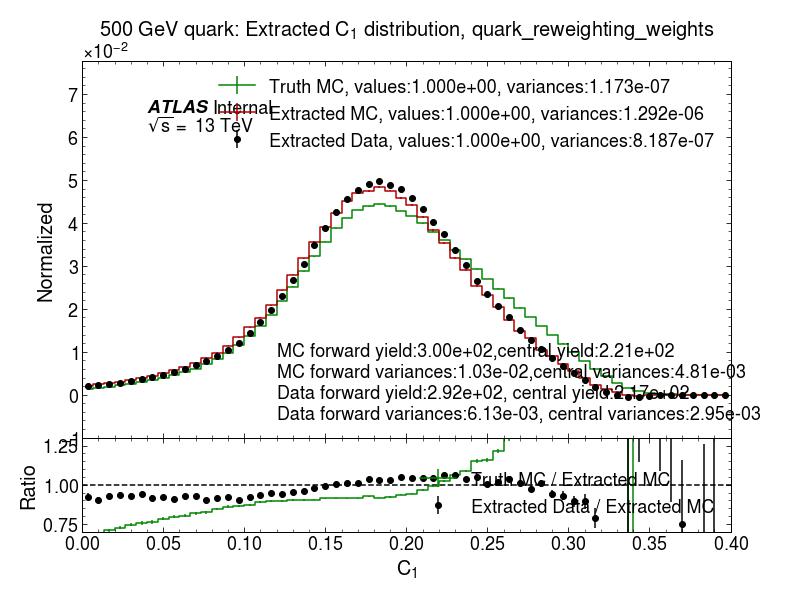 500 GeV quark: Extracted C₁ distribution, quark_reweighting_weights
×10⁻²
Truth MC, values:1.000e+00, variances:1.173e-07
ATLAS Internal
Extracted MC, values:1.000e+00, variances:1.292e-06
√s = 13 TeV
Extracted Data, values:1.000e+00, variances:8.187e-07
7
6
5
4
3
2
1
0
-1
Normalized
MC forward yield:3.00e+02,central yield:2.21e+02
MC forward variances:1.03e-02,central variances:4.81e-03
Data forward yield:2.92e+02, central yield:2.17e+02
Data forward variances:6.13e-03, central variances:2.95e-03
1.25
1.00
0.75
Ratio
Truth MC / Extracted MC
Extracted Data / Extracted MC
0.00 0.05 0.10 0.15 0.20 0.25 0.30 0.35 0.40
C₁